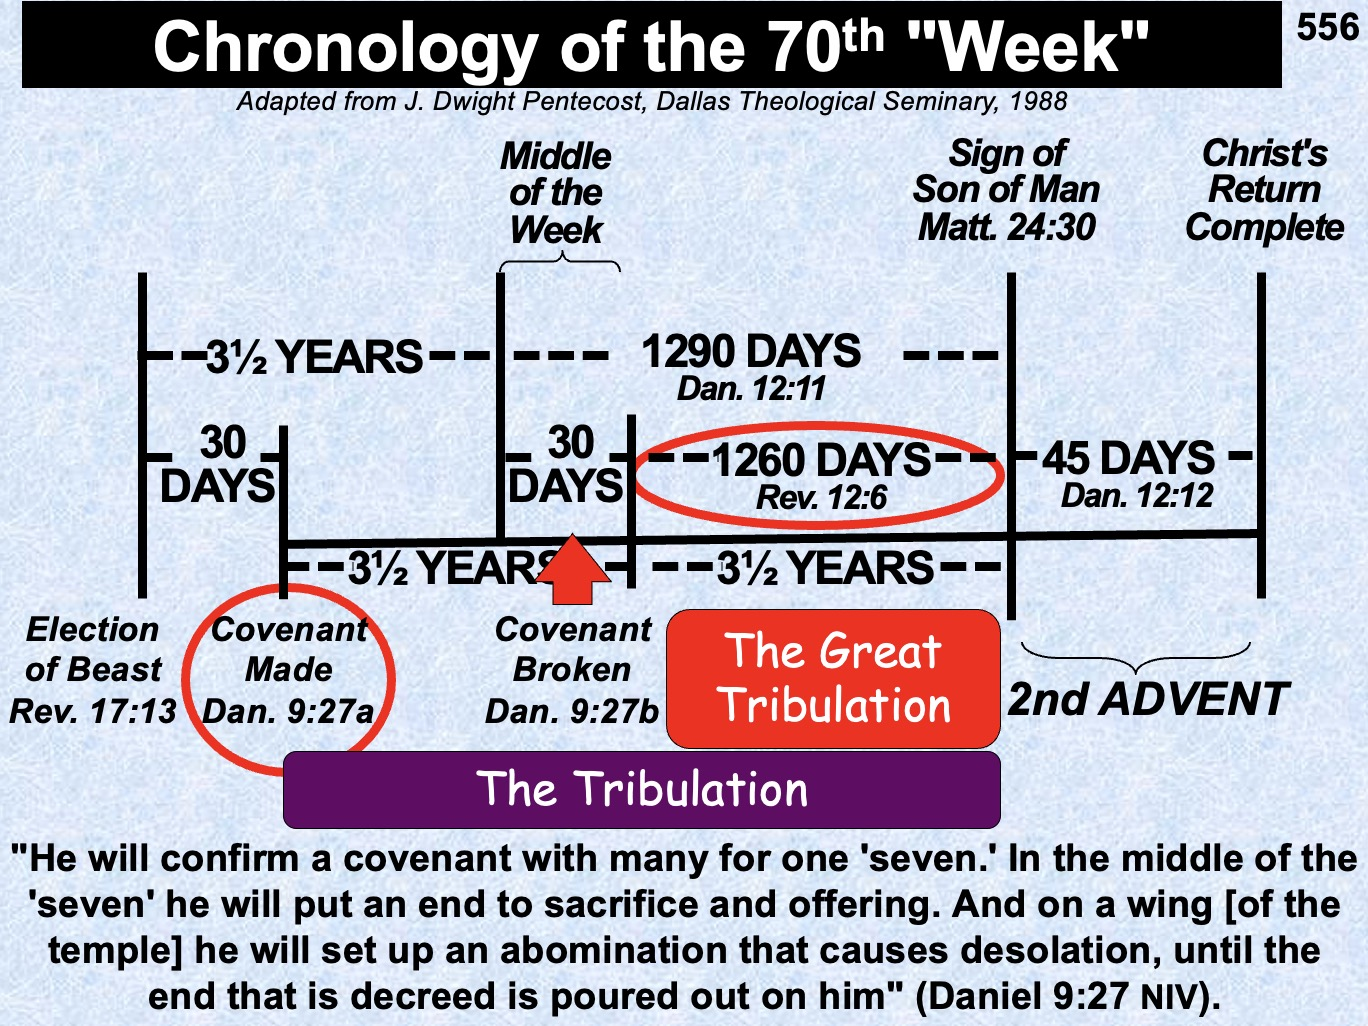 Chronology of the 70th "Week"
556
Adapted from J. Dwight Pentecost, Dallas Theological Seminary, 1988
Middle
of the
Week
Sign of
Son of Man
Matt. 24:30
Christ's
Return
Complete
3½ YEARS
1290 DAYS
Dan. 12:11
30
DAYS
30
DAYS
1260 DAYS
Rev. 12:6
45 DAYS
Dan. 12:12
3½ YEARS
3½ YEARS
Election
of Beast
Rev. 17:13
Covenant
Made
Dan. 9:27a
Covenant
Broken
Dan. 9:27b
The Great
Tribulation
2nd ADVENT
The Tribulation
"He will confirm a covenant with many for one 'seven.' In the middle of the
'seven' he will put an end to sacrifice and offering. And on a wing [of the
temple] he will set up an abomination that causes desolation, until the
end that is decreed is poured out on him" (Daniel 9:27 NIV).